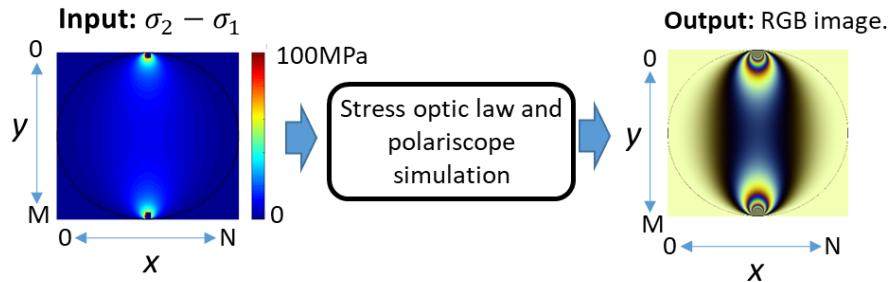 Input: σ₂ − σ₁
0
y
M
0
N
x
100MPa
0
Stress optic law and
polariscope
simulation
Output: RGB image.
0
y
M
0
N
x